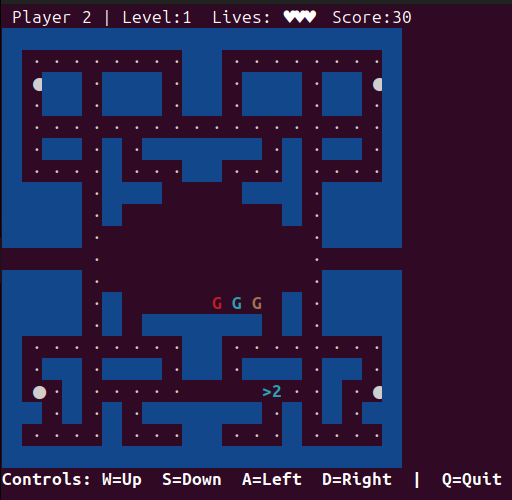 Player 2 | Level:1  Lives: ♥♥♥  Score:30
G G G
>2
Controls: W=Up  S=Down  A=Left  D=Right  |  Q=Quit